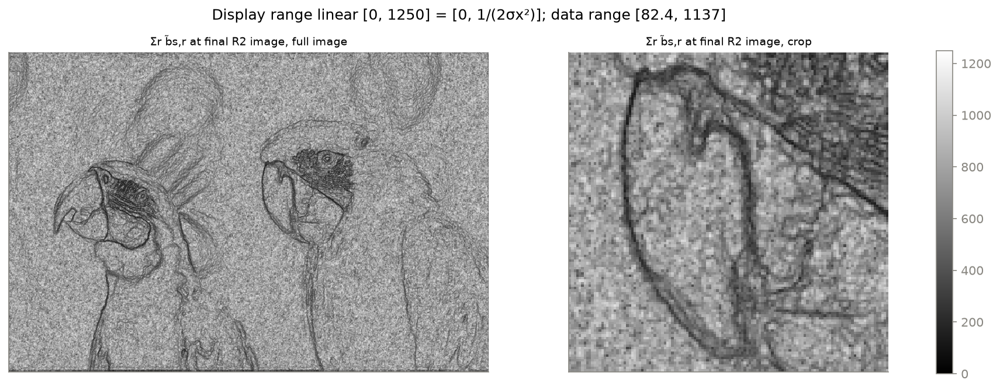 Display range linear [0, 1250] = [0, 1/(2σx²)]; data range [82.4, 1137]
Σr b̃s,r at final R2 image, full image
Σr b̃s,r at final R2 image, crop
1200
1000
800
600
400
200
0